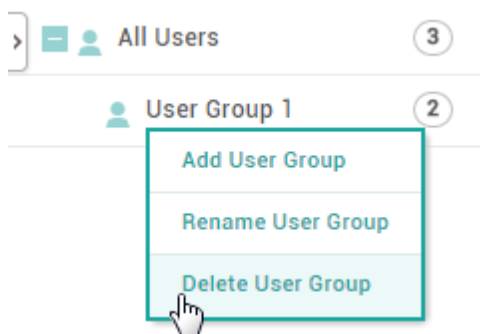 All Users 3
User Group 1 2
Add User Group
Rename User Group
Delete User Group